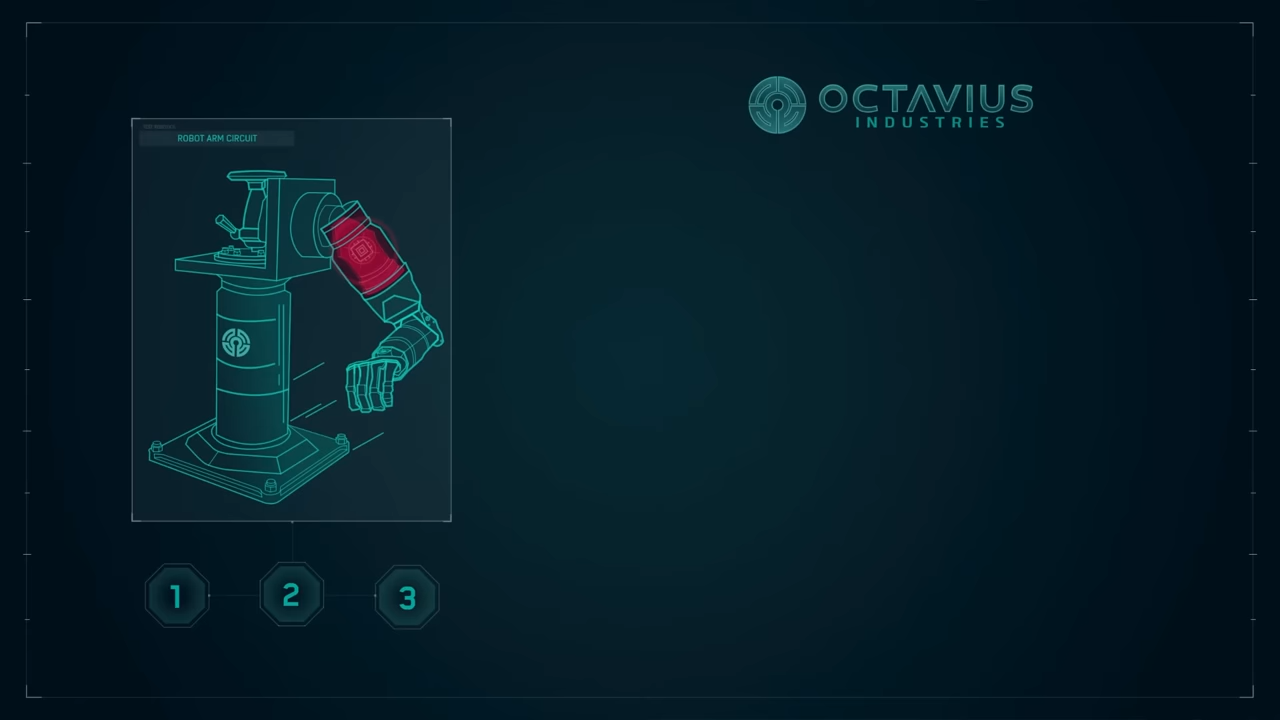 OCTAVIUS
INDUSTRIES
ROBOT ARM CIRCUIT
1
2
3